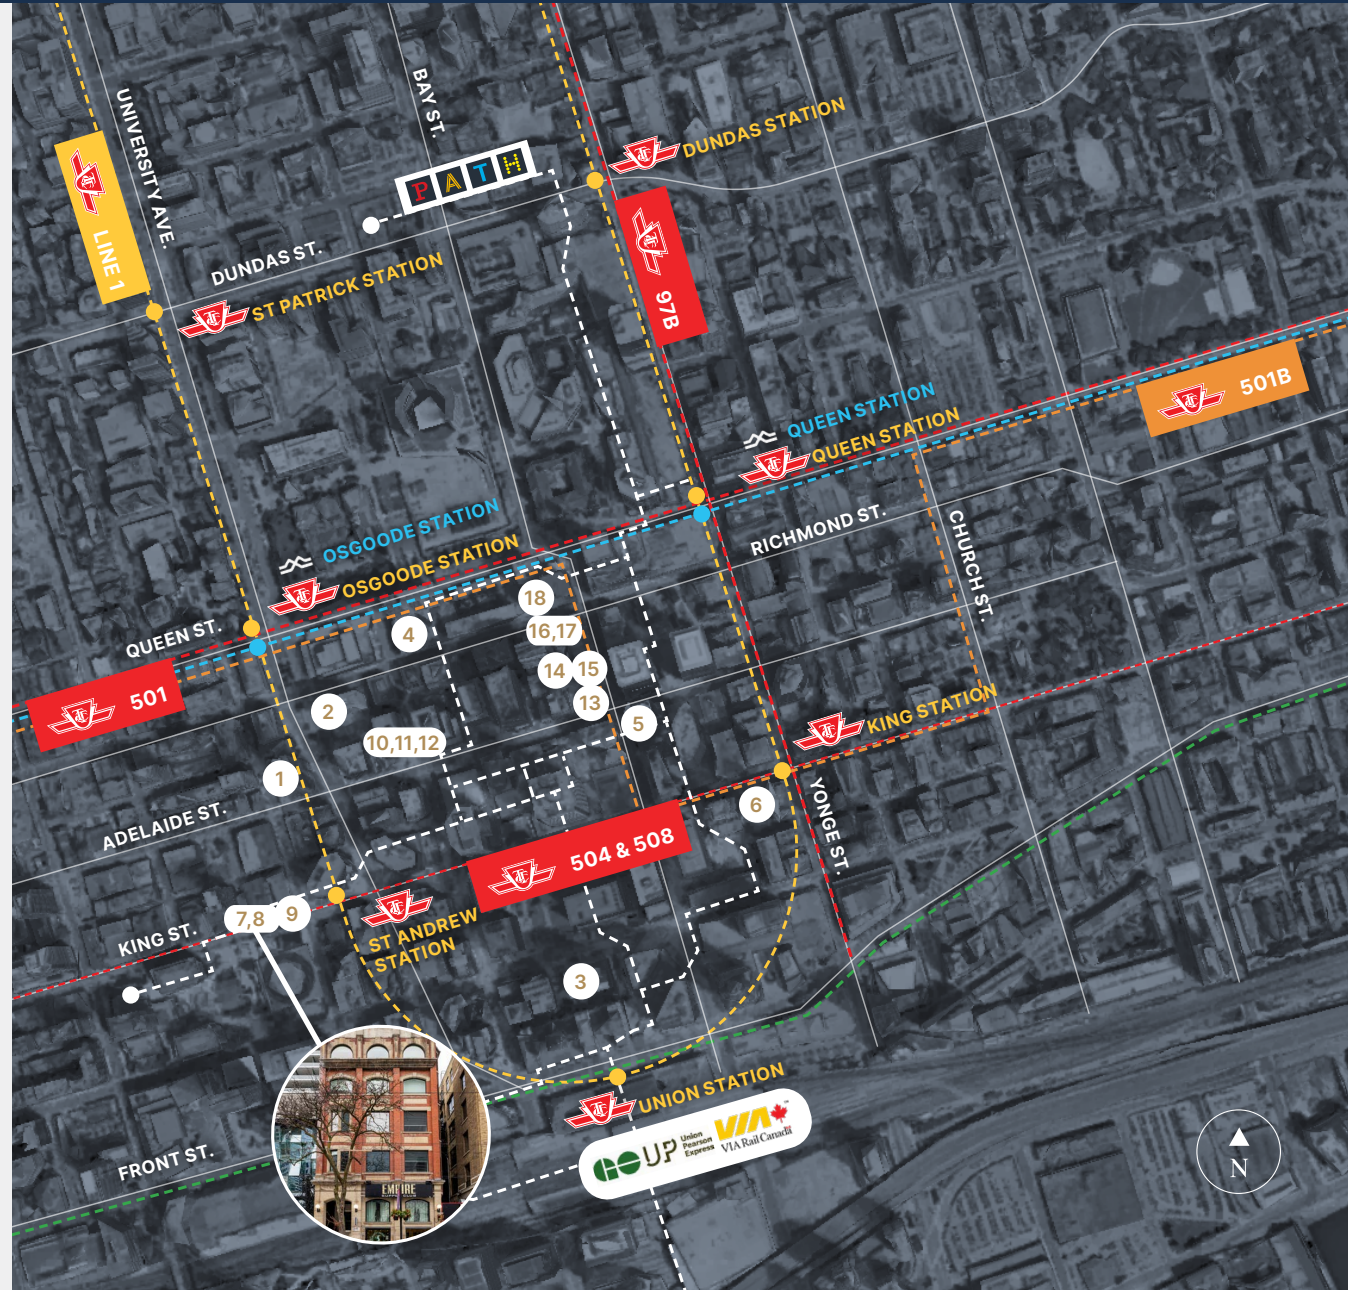 UNIVERSITY AVE.
BAY ST.
DUNDAS STATION
PATH
LINE 1
DUNDAS ST.
ST PATRICK STATION
97B
501B
QUEEN STATION
QUEEN STATION
OSGOODE STATION
OSGOODE STATION
RICHMOND ST.
CHURCH ST.
QUEEN ST.
18
16,17
4
14
15
13
501
2
5
10,11,12
KING STATION
1
6
ADELAIDE ST.
YONGE ST.
504 & 508
7,8
9
KING ST.
ST ANDREW
STATION
3
UNION STATION
GO UP Union
Pearson
Express
VIA
VIA Rail Canada
FRONT ST.
EMPIRE
N